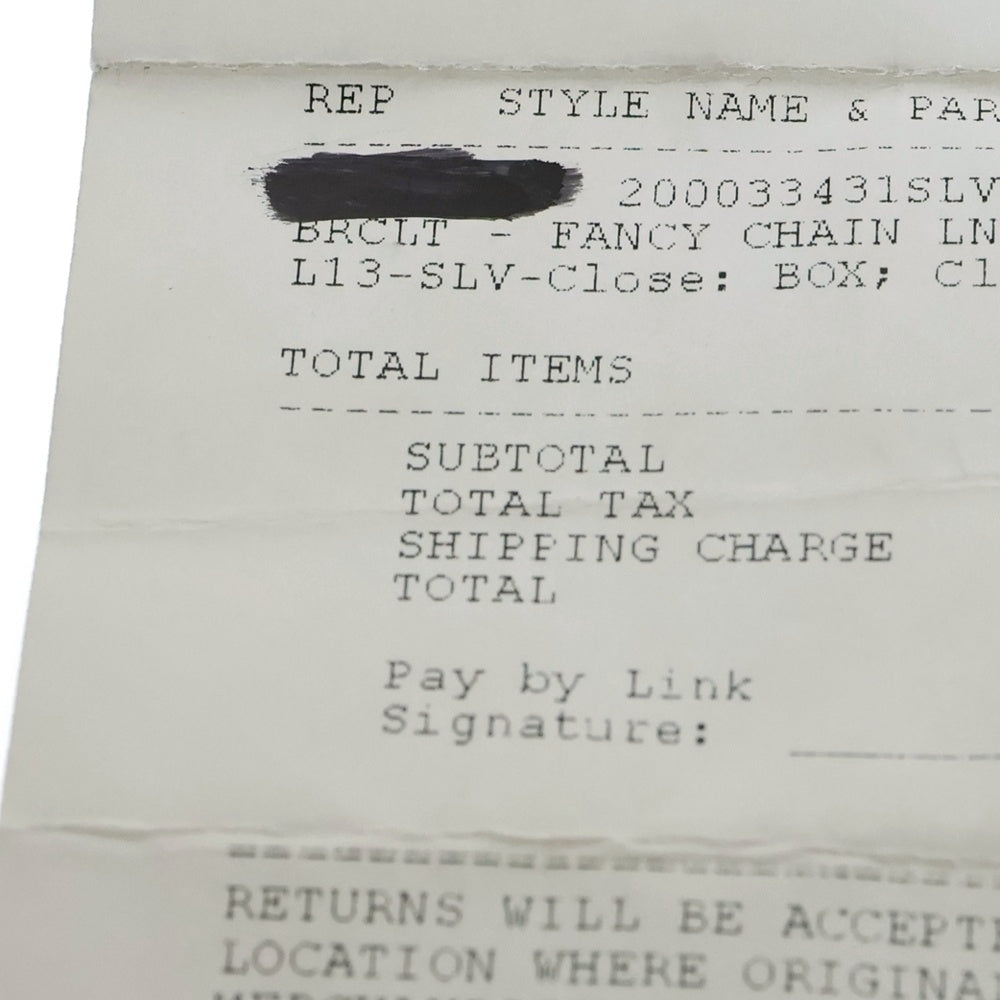 REP STYLE NAME & PAR
200033431SLV
BRCLT - FANCY CHAIN LN
L13-SLV-Close: BOX; Cl
TOTAL ITEMS
SUBTOTAL
TOTAL TAX
SHIPPING CHARGE
TOTAL
Pay by Link
Signature:
RETURNS WILL BE ACCEPT
LOCATION WHERE ORIGINA